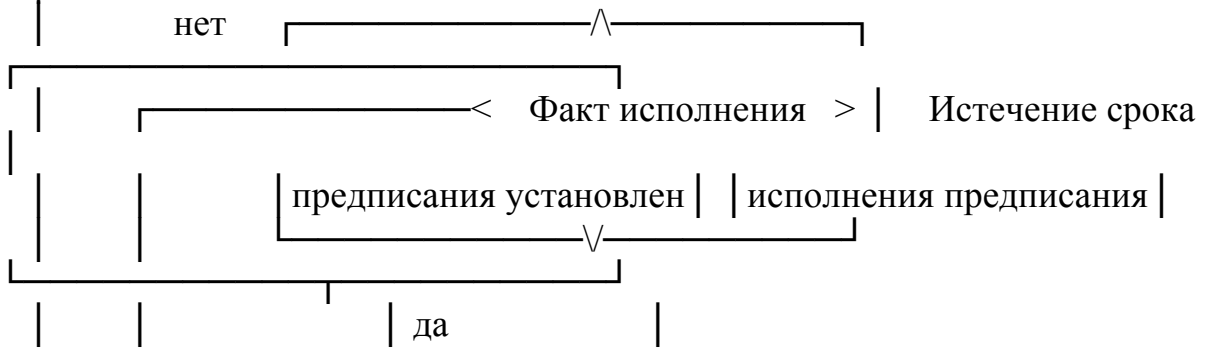 нет
Факт исполнения Истечение срока
предписания установлен исполнения предписания
да